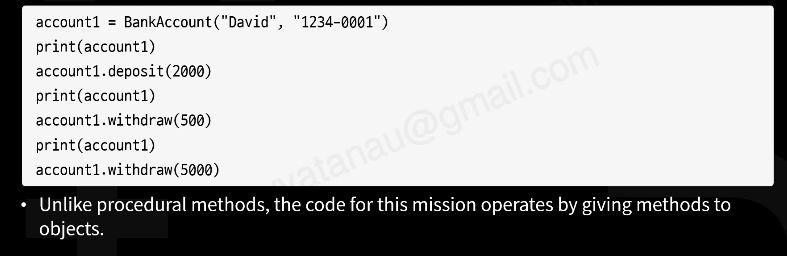 account1 = BankAccount("David", "1234-0001")
print(account1)
account1.deposit(2000)
print(account1)
account1.withdraw(500)
print(account1)
account1.withdraw(5000)
vatanau@gmail.com
• Unlike procedural methods, the code for this mission operates by giving methods to
objects.